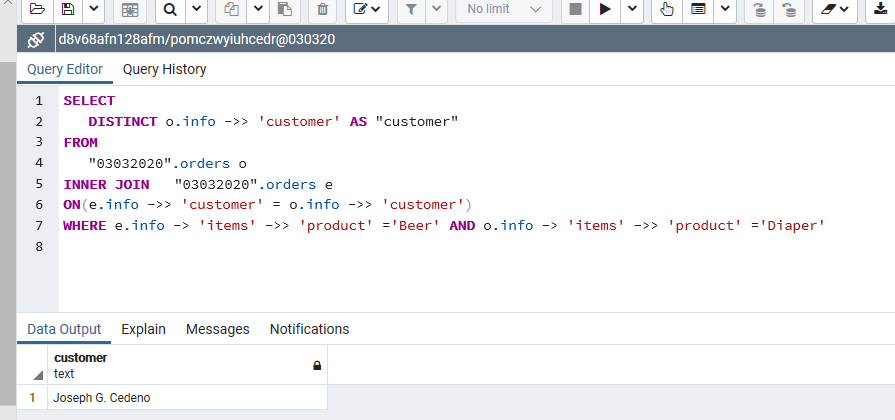 No limit
d8v68afn128afm/pomczwyiuhcedr@030320
Query Editor Query History
1 SELECT
2 DISTINCT o.info ->> 'customer' AS "customer"
3 FROM
4 "03032020".orders o
5 INNER JOIN "03032020".orders e
6 ON(e.info ->> 'customer' = o.info ->> 'customer')
7 WHERE e.info -> 'items' ->> 'product' ='Beer' AND o.info -> 'items' ->> 'product' ='Diaper'
8
Data Output Explain Messages Notifications
customer
text
1 Joseph G. Cedeno